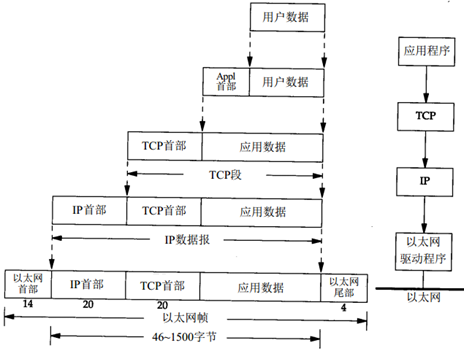 用户数据
应用程序
Appl
首部
用户数据
TCP首部
应用数据
TCP
TCP段
IP首部
TCP首部
应用数据
IP
IP数据报
以太网
驱动程序
以太网
首部
IP首部
TCP首部
应用数据
以太网
尾部
以太网
14
20
20
4
以太网帧
46~1500字节